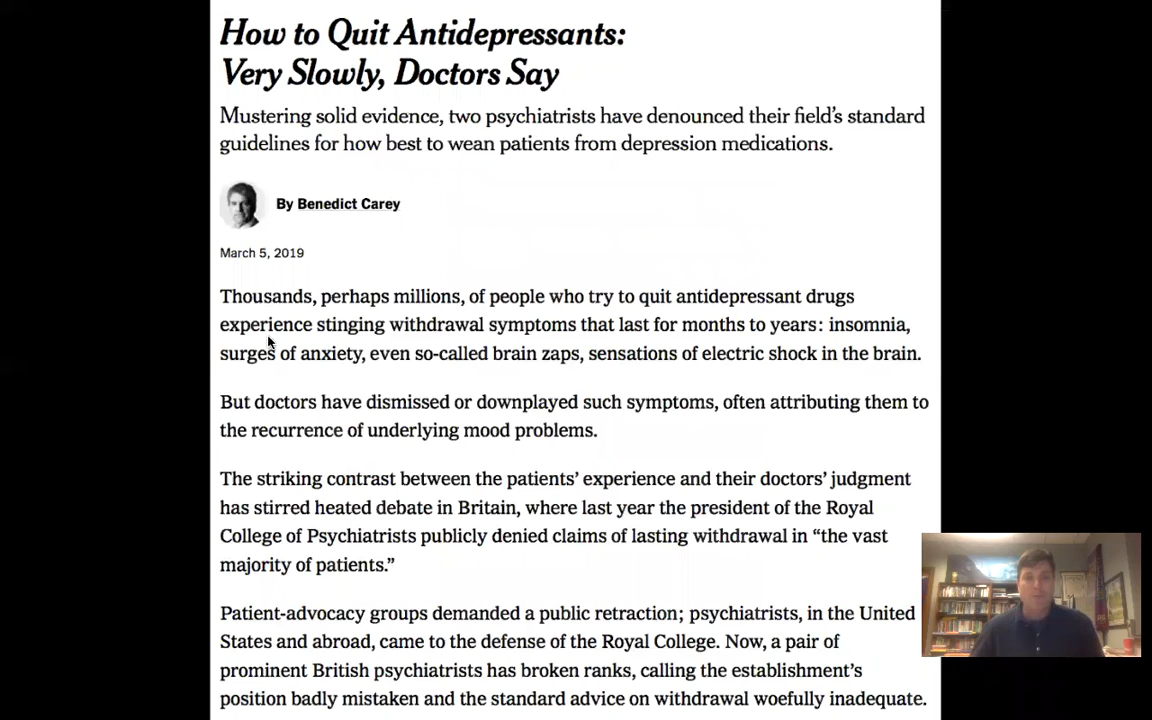 How to Quit Antidepressants:
Very Slowly, Doctors Say
Mustering solid evidence, two psychiatrists have denounced their field’s standard
guidelines for how best to wean patients from depression medications.
By Benedict Carey
March 5, 2019
Thousands, perhaps millions, of people who try to quit antidepressant drugs
experience stinging withdrawal symptoms that last for months to years: insomnia,
surges of anxiety, even so-called brain zaps, sensations of electric shock in the brain.
But doctors have dismissed or downplayed such symptoms, often attributing them to
the recurrence of underlying mood problems.
The striking contrast between the patients’ experience and their doctors’ judgment
has stirred heated debate in Britain, where last year the president of the Royal
College of Psychiatrists publicly denied claims of lasting withdrawal in “the vast
majority of patients.”
Patient-advocacy groups demanded a public retraction; psychiatrists, in the United
States and abroad, came to the defense of the Royal College. Now, a pair of
prominent British psychiatrists has broken ranks, calling the establishment’s
position badly mistaken and the standard advice on withdrawal woefully inadequate.